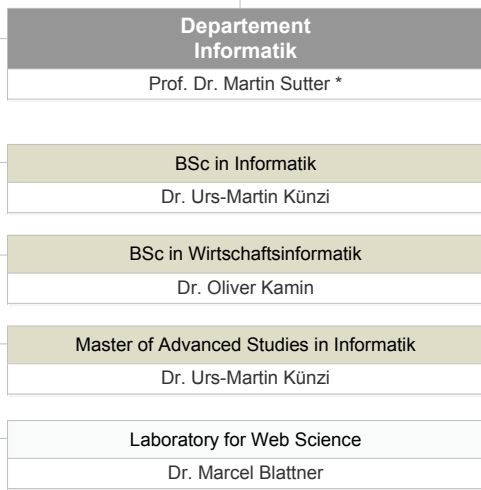 Departement
Informatik
Prof. Dr. Martin Sutter *
BSc in Informatik
Dr. Urs-Martin Künzi
BSc in Wirtschaftsinformatik
Dr. Oliver Kamin
Master of Advanced Studies in Informatik
Dr. Urs-Martin Künzi
Laboratory for Web Science
Dr. Marcel Blattner